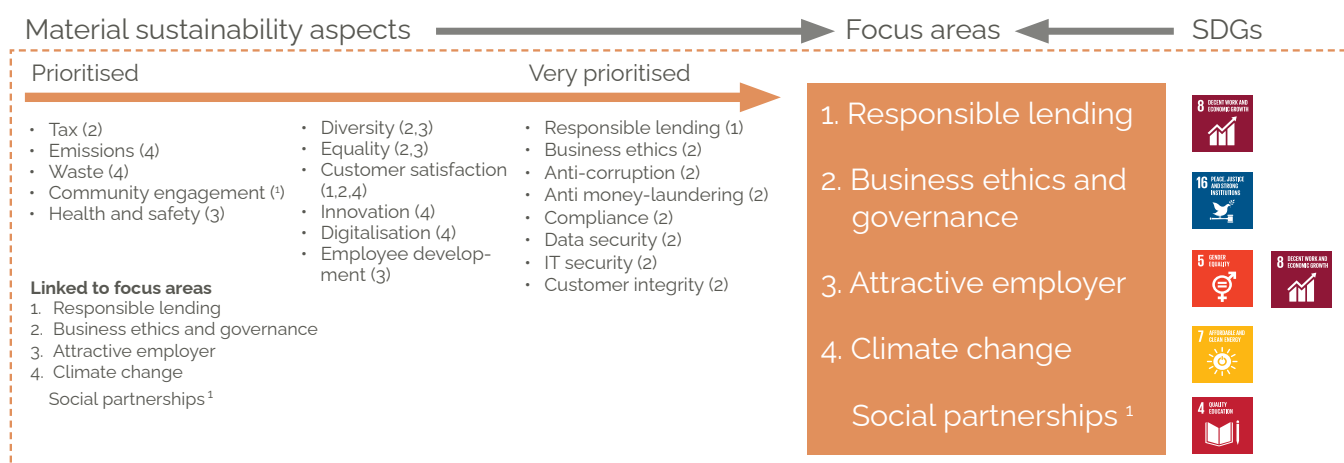 Material sustainability aspects
Focus areas
SDGs
Prioritised
Very prioritised
• Tax (2)
• Emissions (4)
• Waste (4)
• Community engagement (¹)
• Health and safety (3)
• Diversity (2,3)
• Equality (2,3)
• Customer satisfaction
(1,2,4)
• Innovation (4)
• Digitalisation (4)
• Employee develop-
ment (3)
• Responsible lending (1)
• Business ethics (2)
• Anti-corruption (2)
• Anti money-laundering (2)
• Compliance (2)
• Data security (2)
• IT security (2)
• Customer integrity (2)
Linked to focus areas
1. Responsible lending
2. Business ethics and governance
3. Attractive employer
4. Climate change
Social partnerships ¹
1. Responsible lending
2. Business ethics and
governance
3. Attractive employer
4. Climate change
Social partnerships ¹
8 DECENT WORK AND
ECONOMIC GROWTH
16 PEACE, JUSTICE
AND STRONG
INSTITUTIONS
5 GENDER
EQUALITY
8 DECENT WORK AND
ECONOMIC GROWTH
7 AFFORDABLE AND
CLEAN ENERGY
4 QUALITY
EDUCATION